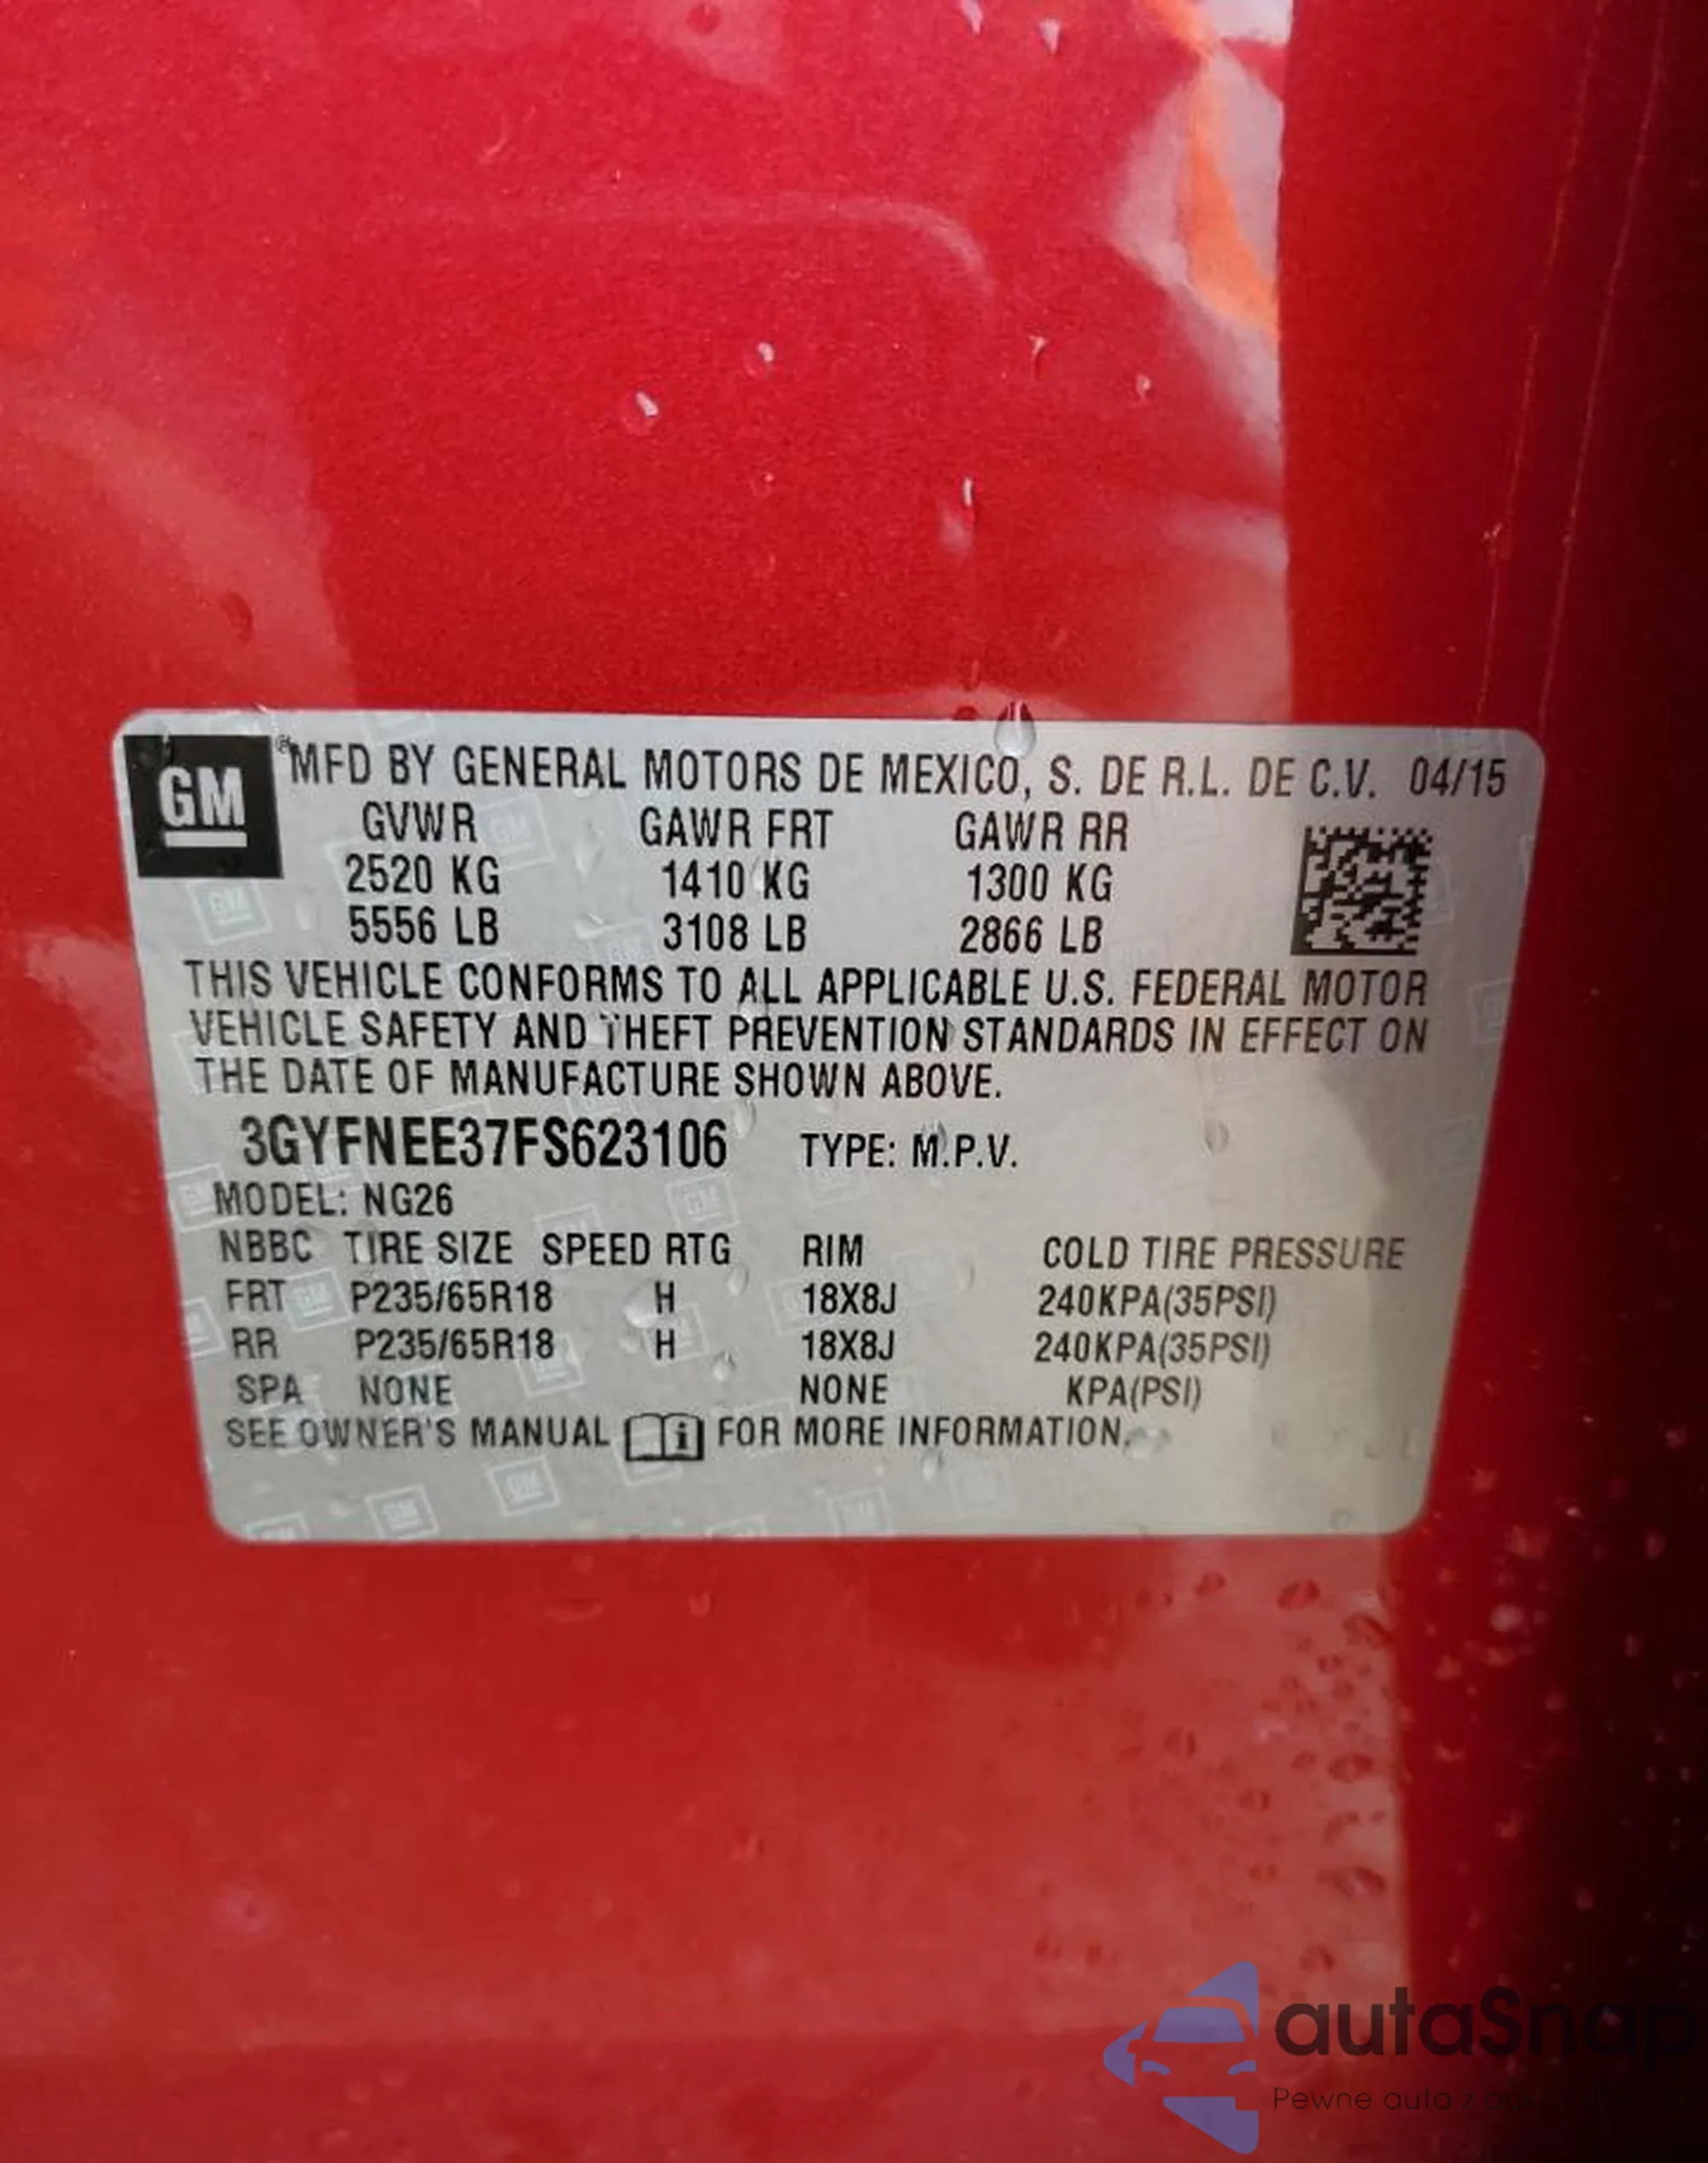 GM
® MFD BY GENERAL MOTORS DE MEXICO, S. DE R.L. DE C.V. 04/15
GVWR GAWR FRT GAWR RR
2520 KG 1410 KG 1300 KG
5556 LB 3108 LB 2866 LB
THIS VEHICLE CONFORMS TO ALL APPLICABLE U.S. FEDERAL MOTOR
VEHICLE SAFETY AND THEFT PREVENTION STANDARDS IN EFFECT ON
THE DATE OF MANUFACTURE SHOWN ABOVE.
3GYFNEE37FS623106 TYPE: M.P.V.
MODEL: NG26
NBBC TIRE SIZE SPEED RTG RIM COLD TIRE PRESSURE
FRT P235/65R18 H 18X8J 240KPA(35PSI)
RR P235/65R18 H 18X8J 240KPA(35PSI)
SPA NONE NONE KPA(PSI)
SEE OWNER'S MANUAL FOR MORE INFORMATION.
autaSnap
Pewne auta z